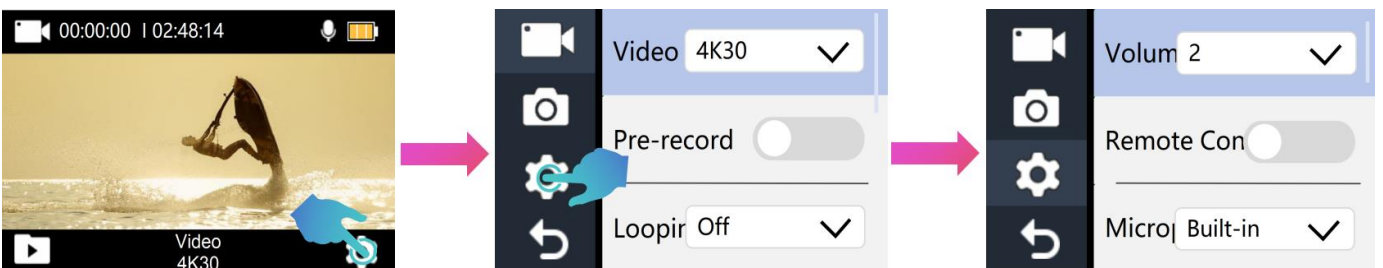 00:00:00 I 02:48:14
Video
4K30
Video 4K30
Pre-record
Loopin Off
Volum 2
Remote Con
Microp Built-in